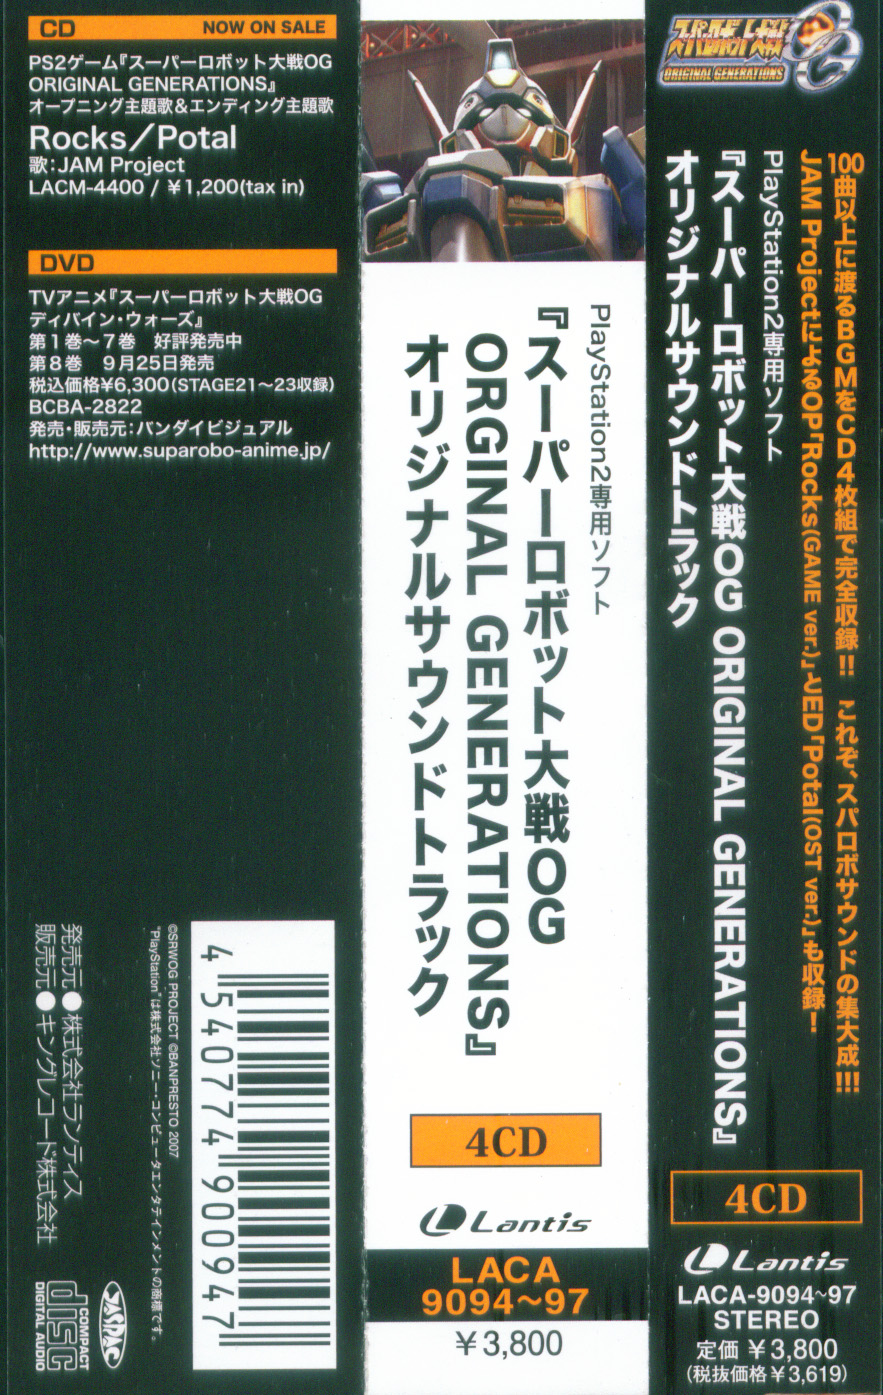 CD NOW ON SALE
PS2ゲーム『スーパーロボット大戦OG
ORIGINAL GENERATIONS』
オープニング主題歌&エンディング主題歌
Rocks／Potal
歌:JAM Project
LACM-4400 / ¥1,200(tax in)
DVD
TVアニメ『スーパーロボット大戦OG
ディバイン・ウォーズ』
第1巻〜7巻 好評発売中
第8巻 9月25日発売
税込価格¥6,300(STAGE21〜23収録)
BCBA-2822
発売・販売元:バンダイビジュアル
http://www.suparobo-anime.jp/
©SRWOG PROJECT ©BANPRESTO 2007
"PlayStation"は株式会社ソニー・コンピュータエンタテインメントの商標です。
発売元●株式会社ランティス
販売元●キングレコード株式会社
4 540774 900947
ZASPAC
COMPACT
disc
DIGITAL AUDIO
PlayStation2専用ソフト
『スーパーロボット大戦OG
ORGINAL GENERATIONS』
オリジナルサウンドトラック
4CD
Lantis
LACA
9094~97
¥3,800
スーパーロボット大戦
OG
ORIGINAL GENERATIONS
100曲以上に渡るBGMをCD4枚組で完全収録!! これぞ、スパロボサウンドの集大成!!!
JAM ProjectによるOP「Rocks(GAME ver.)」とED「Potal(OST ver.)」も収録!
PlayStation2専用ソフト
『スーパーロボット大戦OG ORIGINAL GENERATIONS』
オリジナルサウンドトラック
4CD
Lantis
LACA-9094~97
STEREO
定価 ¥3,800
(税抜価格¥3,619)